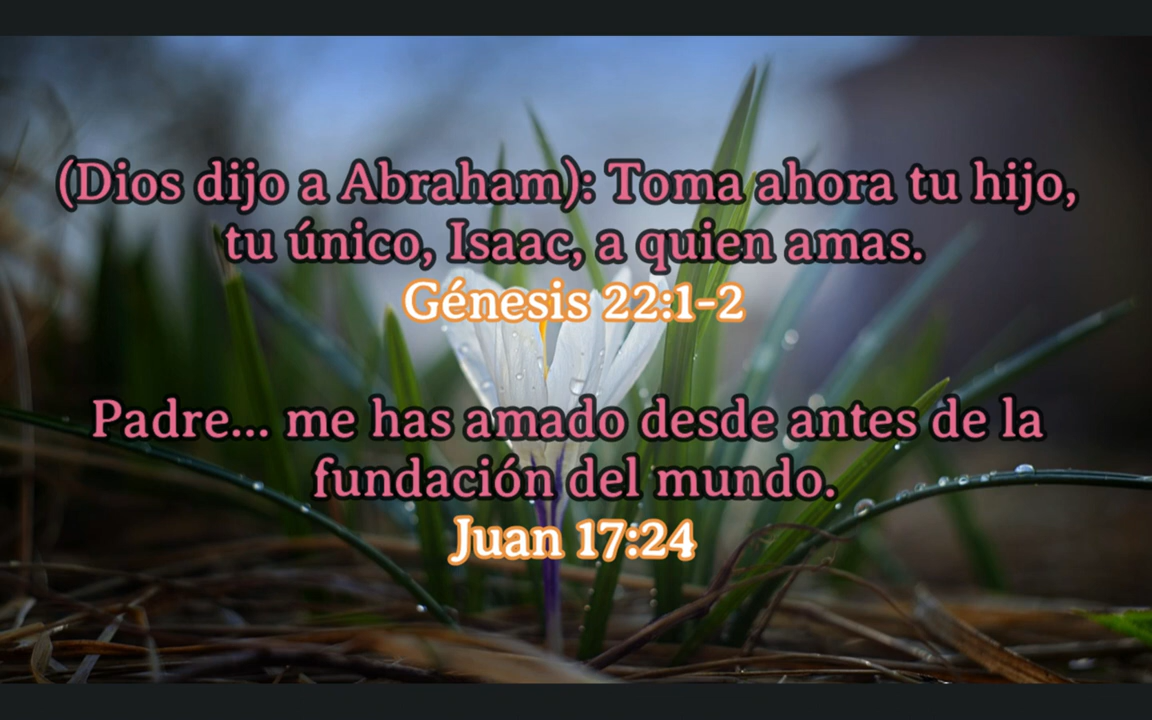 (Dios dijo a Abraham): Toma ahora tu hijo,
tu único, Isaac, a quien amas.
Génesis 22:1-2
Padre... me has amado desde antes de la
fundación del mundo.
Juan 17:24